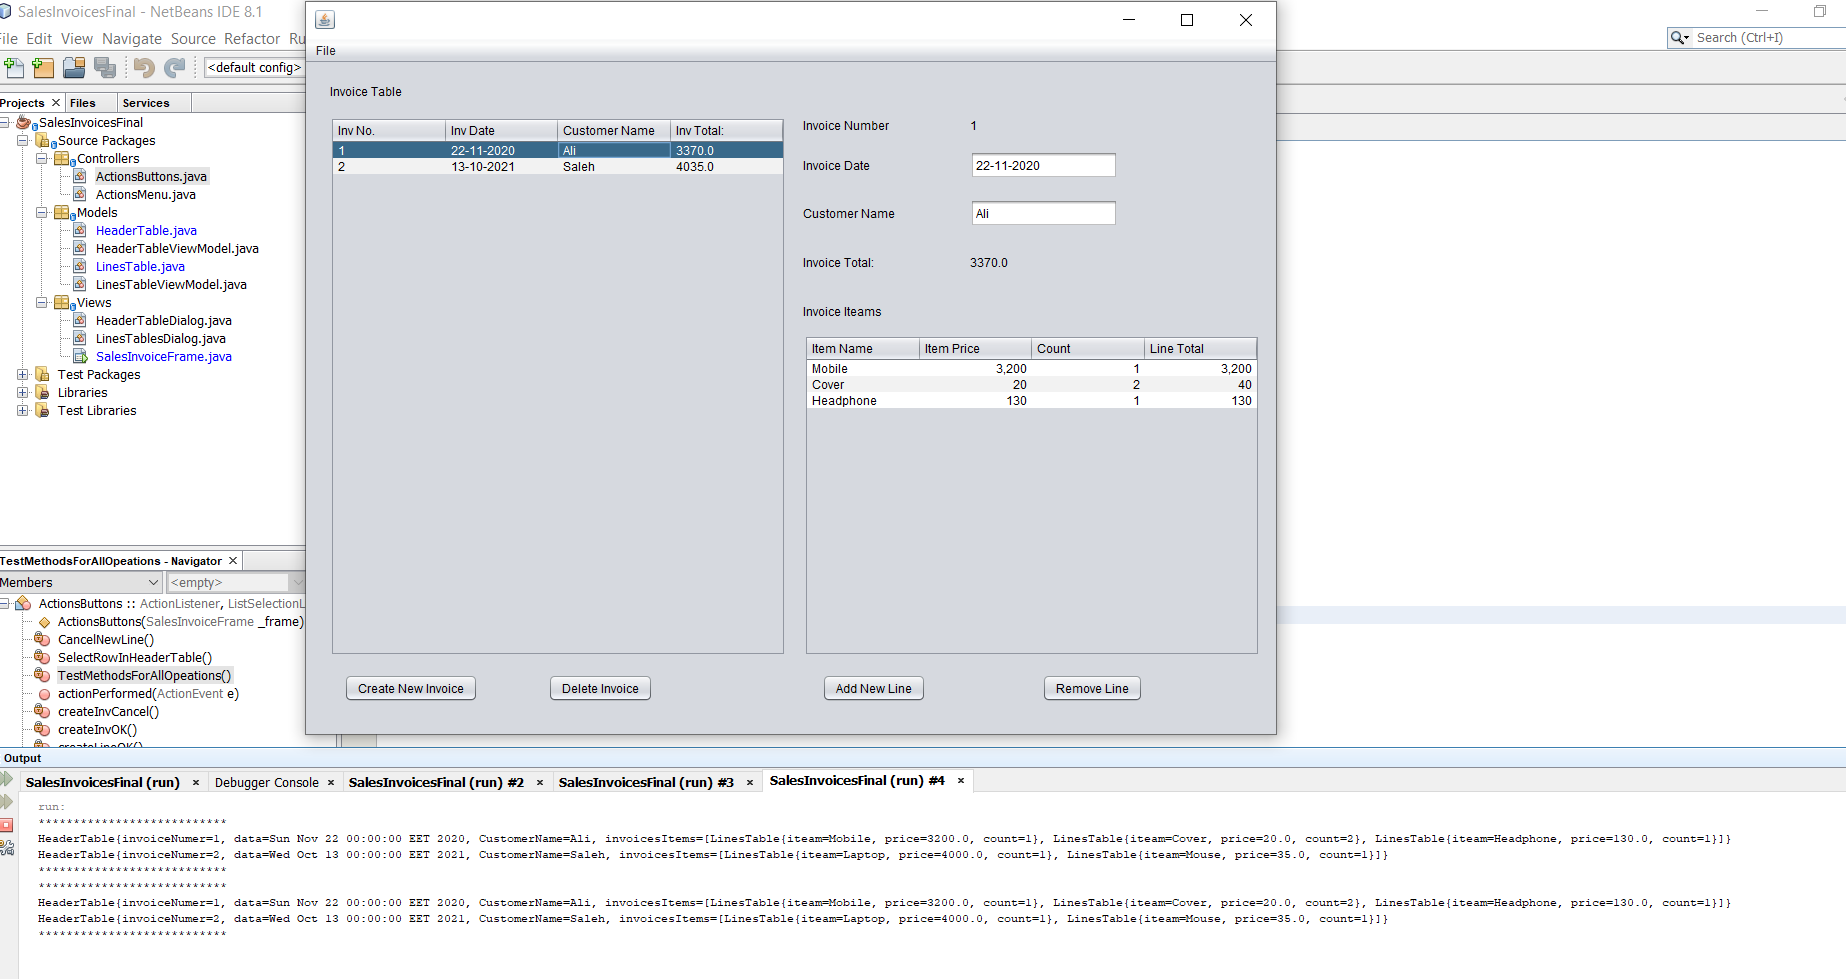 SalesInvoicesFinal - NetBeans IDE 8.1
File Edit View Navigate Source Refactor Ru
Search (Ctrl+I)
<default config>
Projects Files Services
SalesInvoicesFinal
Source Packages
Controllers
ActionsButtons.java
ActionsMenu.java
Models
HeaderTable.java
HeaderTableViewModel.java
LinesTable.java
LinesTableViewModel.java
Views
HeaderTableDialog.java
LinesTablesDialog.java
SalesInvoiceFrame.java
Test Packages
Libraries
Test Libraries
TestMethodsForAllOpeations - Navigator
Members <empty>
ActionsButtons :: ActionListener, ListSelectionL
ActionsButtons(SalesInvoiceFrame _frame)
CancelNewLine()
SelectRowInHeaderTable()
TestMethodsForAllOpeations()
actionPerformed(ActionEvent e)
createInvCancel()
createInvOK()
createLineOK()
File
Invoice Table
Inv No. Inv Date Customer Name Inv Total:
1 22-11-2020 Ali 3370.0
2 13-10-2021 Saleh 4035.0
Invoice Number 1
Invoice Date 22-11-2020
Customer Name Ali
Invoice Total: 3370.0
Invoice Iteams
Item Name Item Price Count Line Total
Mobile 3,200 1 3,200
Cover 20 2 40
Headphone 130 1 130
Create New Invoice Delete Invoice Add New Line Remove Line
Output
SalesInvoicesFinal (run) Debugger Console SalesInvoicesFinal (run) #2 SalesInvoicesFinal (run) #3 SalesInvoicesFinal (run) #4
run:
***************************
HeaderTable{invoiceNumer=1, data=Sun Nov 22 00:00:00 EET 2020, CustomerName=Ali, invoicesItems=[LinesTable{iteam=Mobile, price=3200.0, count=1}, LinesTable{iteam=Cover, price=20.0, count=2}, LinesTable{iteam=Headphone, price=130.0, count=1}]}
HeaderTable{invoiceNumer=2, data=Wed Oct 13 00:00:00 EET 2021, CustomerName=Saleh, invoicesItems=[LinesTable{iteam=Laptop, price=4000.0, count=1}, LinesTable{iteam=Mouse, price=35.0, count=1}]}
***************************
***************************
HeaderTable{invoiceNumer=1, data=Sun Nov 22 00:00:00 EET 2020, CustomerName=Ali, invoicesItems=[LinesTable{iteam=Mobile, price=3200.0, count=1}, LinesTable{iteam=Cover, price=20.0, count=2}, LinesTable{iteam=Headphone, price=130.0, count=1}]}
HeaderTable{invoiceNumer=2, data=Wed Oct 13 00:00:00 EET 2021, CustomerName=Saleh, invoicesItems=[LinesTable{iteam=Laptop, price=4000.0, count=1}, LinesTable{iteam=Mouse, price=35.0, count=1}]}
***************************